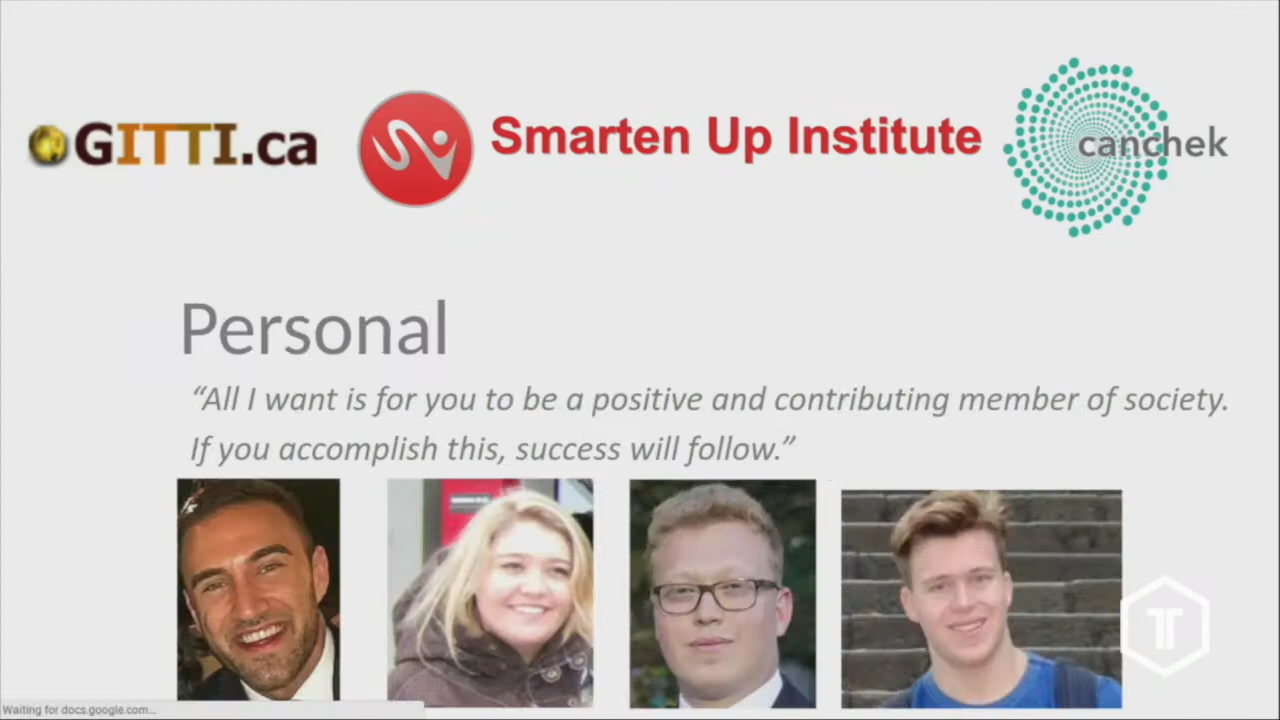 GITTI.ca
Smarten Up Institute
canchek
Personal
“All I want is for you to be a positive and contributing member of society.
If you accomplish this, success will follow.”
Waiting for docs.google.com...